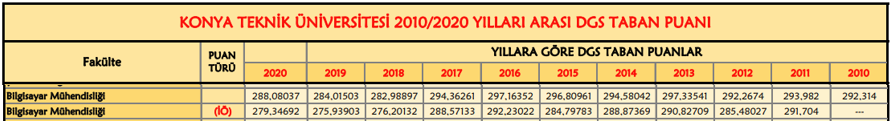 KONYA TEKNİK ÜNİVERSİTESİ 2010/2020 YILLARI ARASI DGS TABAN PUANI
Fakülte PUAN TÜRÜ YILLARA GÖRE DGS TABAN PUANLAR
2020 2019 2018 2017 2016 2015 2014 2013 2012 2011 2010
Bilgisayar Mühendisliği 288,08037 284,01503 282,98897 294,36261 297,16352 296,80961 294,58042 297,33541 292,2674 293,982 292,314
Bilgisayar Mühendisliği (İÖ) 279,34692 275,93903 276,20132 288,57133 292,23022 284,79783 288,87369 290,82709 285,48027 291,704 ---